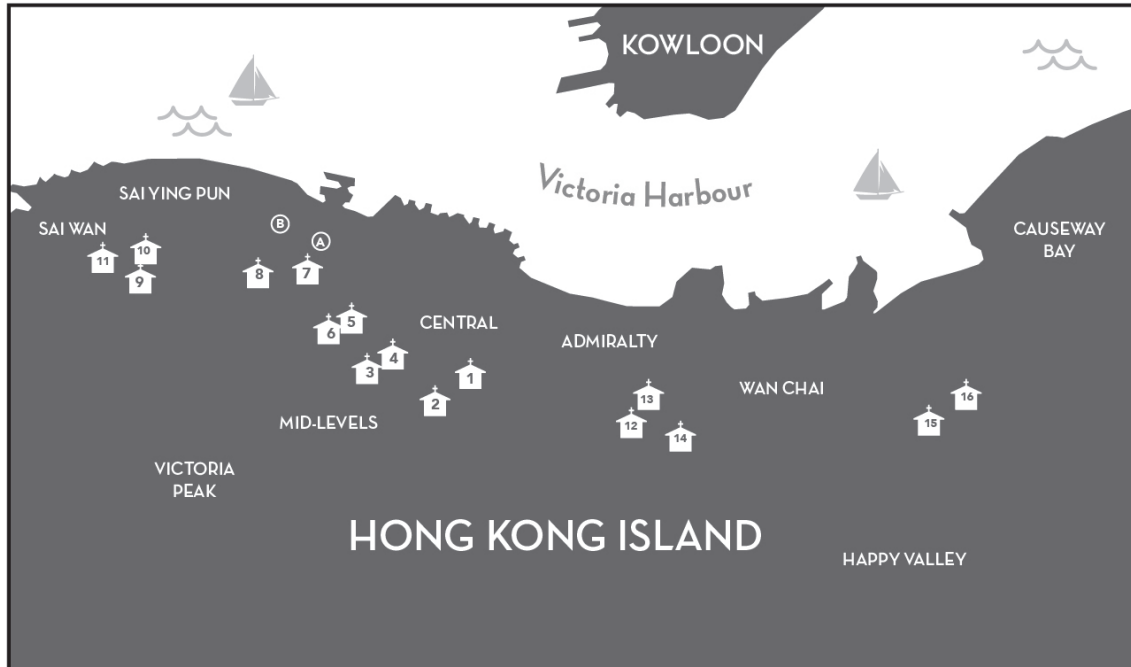 KOWLOON
Victoria Harbour
SAI YING PUN
SAI WAN
B
A
CAUSEWAY
BAY
11
10
9
8
7
6
5
CENTRAL
ADMIRALTY
4
3
1
2
MID-LEVELS
WAN CHAI
13
12
14
16
15
VICTORIA
PEAK
HONG KONG ISLAND
HAPPY VALLEY